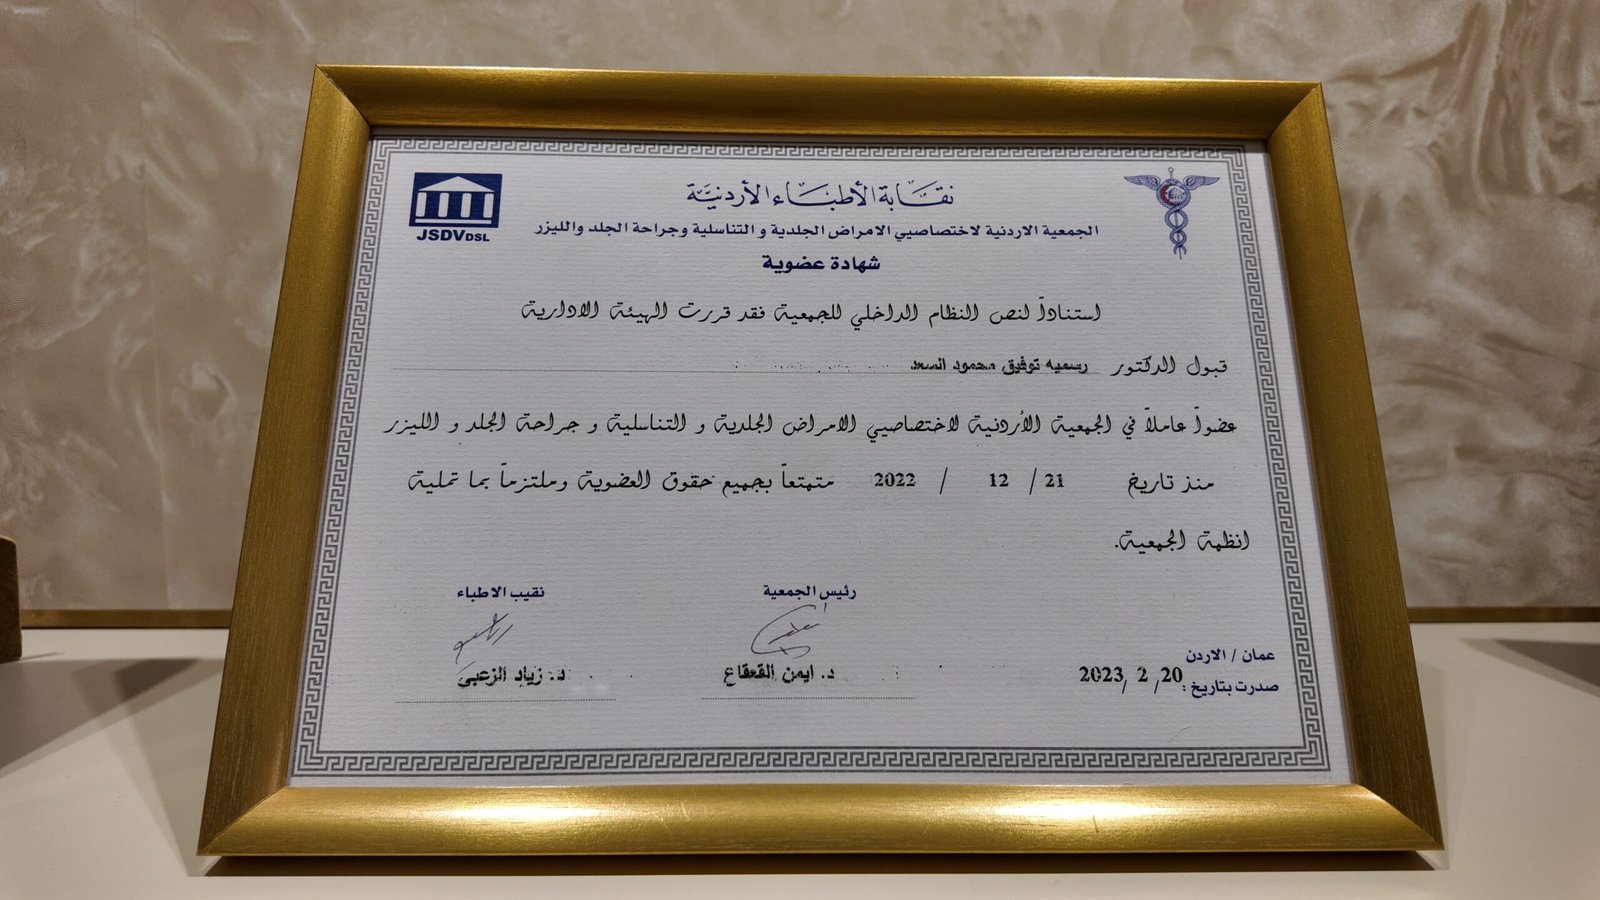 نقابة الأطباء الأردنيَّة
JSDVDSL
الجمعية الاردنية لاختصاصيي الامراض الجلدية و التناسلية وجراحة الجلد والليزر
شهادة عضوية
استناداً لنص النظام الداخلي للجمعية فقد قررت الهيئة الادارية
قبول الدكتور رسميه توفيق محمود السعد
عضواً عاملاً في الجمعية الأردنية لاختصاصيي الامراض الجلدية و التناسلية و جراحة الجلد و الليزر
منذ تاريخ 21 / 12 / 2022 متمتعاً بجميع حقوق العضوية وملتزماً بما تملية
انظمة الجمعية.
رئيس الجمعية
د. ايمن القعقاع
نقيب الاطباء
د. زياد الزعبي
عمان / الاردن
صدرت بتاريخ: 20 / 2 / 2023